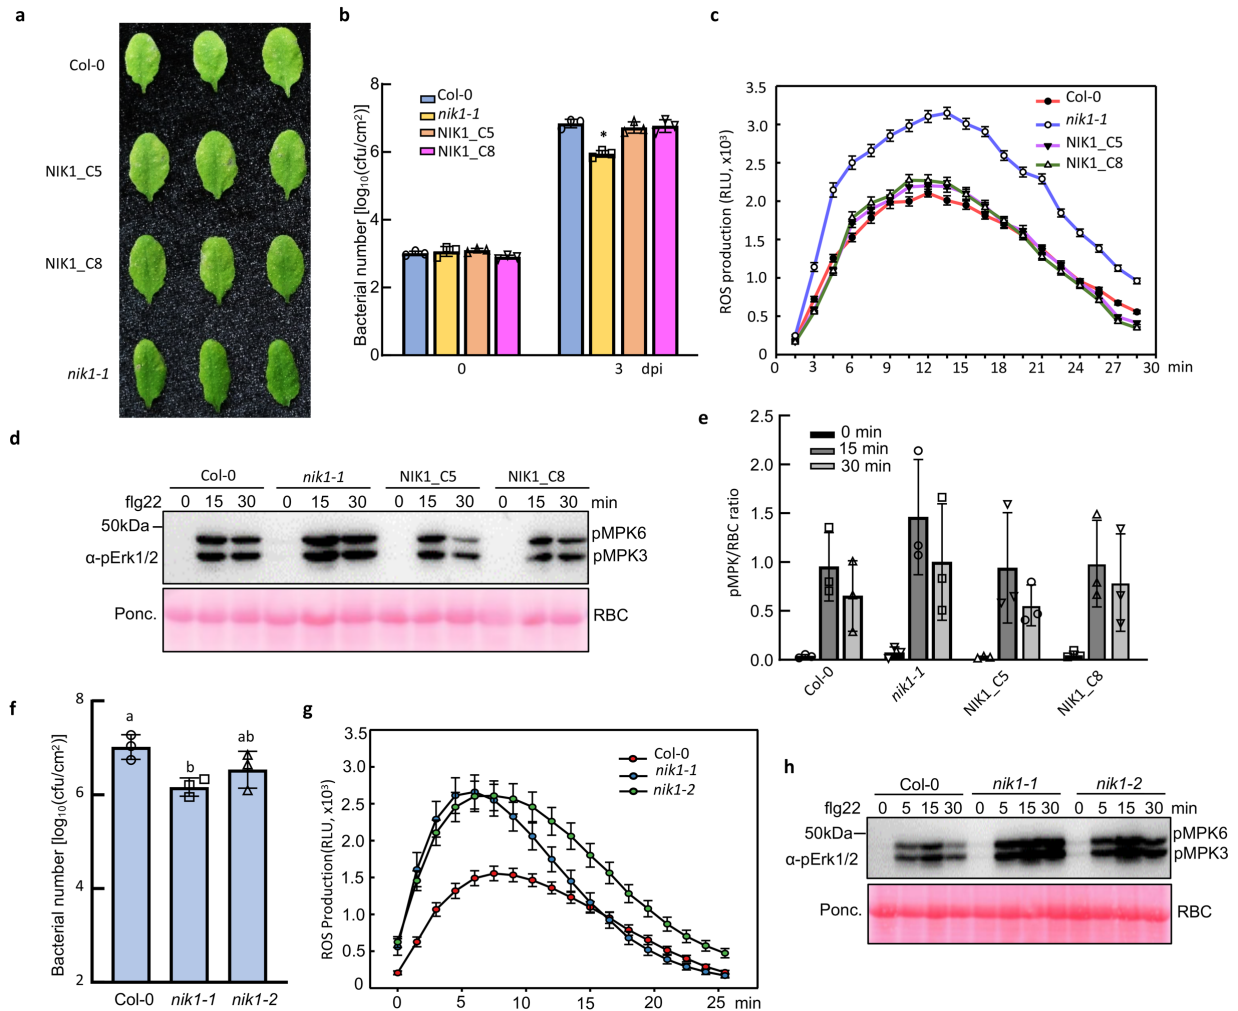 a
Col-0
NIK1_C5
NIK1_C8
nik1-1
b
Bacterial number [log₁₀(cfu/cm²)]
8
6
4
2
0
Col-0
nik1-1
NIK1_C5
NIK1_C8
*
0
3 dpi
c
ROS production (RLU, x10³)
3.5
3.0
2.5
2.0
1.5
1.0
0.5
0
Col-0
nik1-1
NIK1_C5
NIK1_C8
0 3 6 9 12 15 18 21 24 27 30 min
d
Col-0 nik1-1 NIK1_C5 NIK1_C8
flg22 0 15 30 0 15 30 0 15 30 0 15 30 min
50kDa
pMPK6
α-pErk1/2
pMPK3
Ponc.
RBC
e
pMPK/RBC ratio
2.5
2.0
1.5
1.0
0.5
0.0
0 min
15 min
30 min
Col-0
nik1-1
NIK1_C5
NIK1_C8
f
Bacterial number [log₁₀(cfu/cm²)]
8
6
4
2
a
b
ab
Col-0 nik1-1 nik1-2
g
ROS Production(RLU, x10³)
3.5
3.0
2.5
2.0
1.5
1.0
0.5
0
Col-0
nik1-1
nik1-2
0 5 10 15 20 25 min
h
Col-0 nik1-1 nik1-2
flg22 0 5 15 30 0 5 15 30 0 5 15 30 min
50kDa
pMPK6
α-pErk1/2
pMPK3
Ponc.
RBC